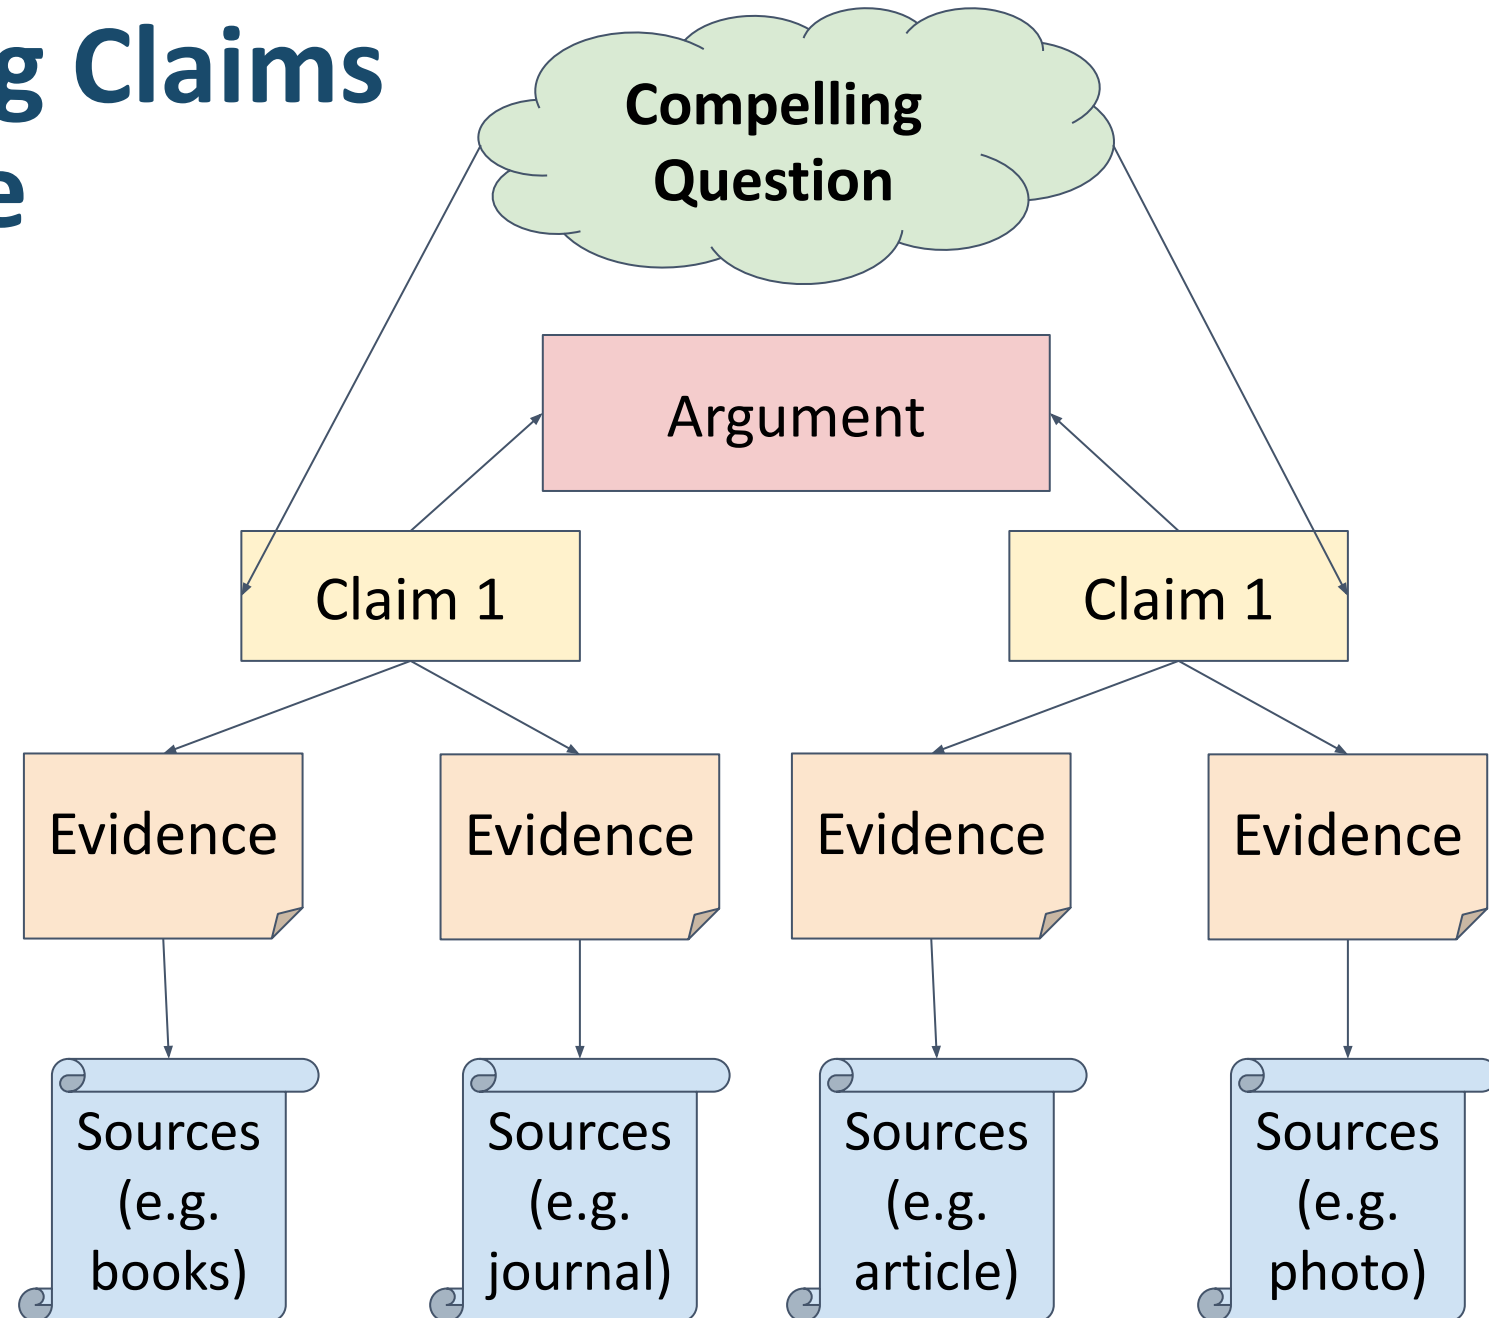 g Claims
e
Compelling
Question
Argument
Claim 1
Claim 1
Evidence
Evidence
Evidence
Evidence
Sources
(e.g.
books)
Sources
(e.g.
journal)
Sources
(e.g.
article)
Sources
(e.g.
photo)